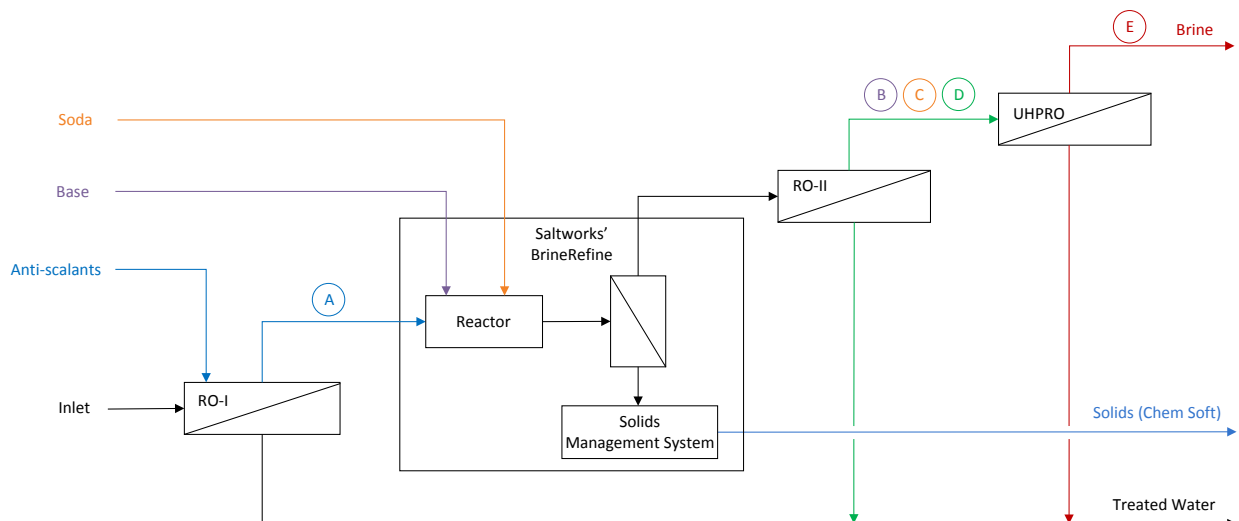 E
Brine
B
C
D
UHPRO
Soda
RO-II
Base
Saltworks'
BrineRefine
Anti-scalants
A
Reactor
RO-I
Inlet
Solids
Management System
Solids (Chem Soft)
Treated Water